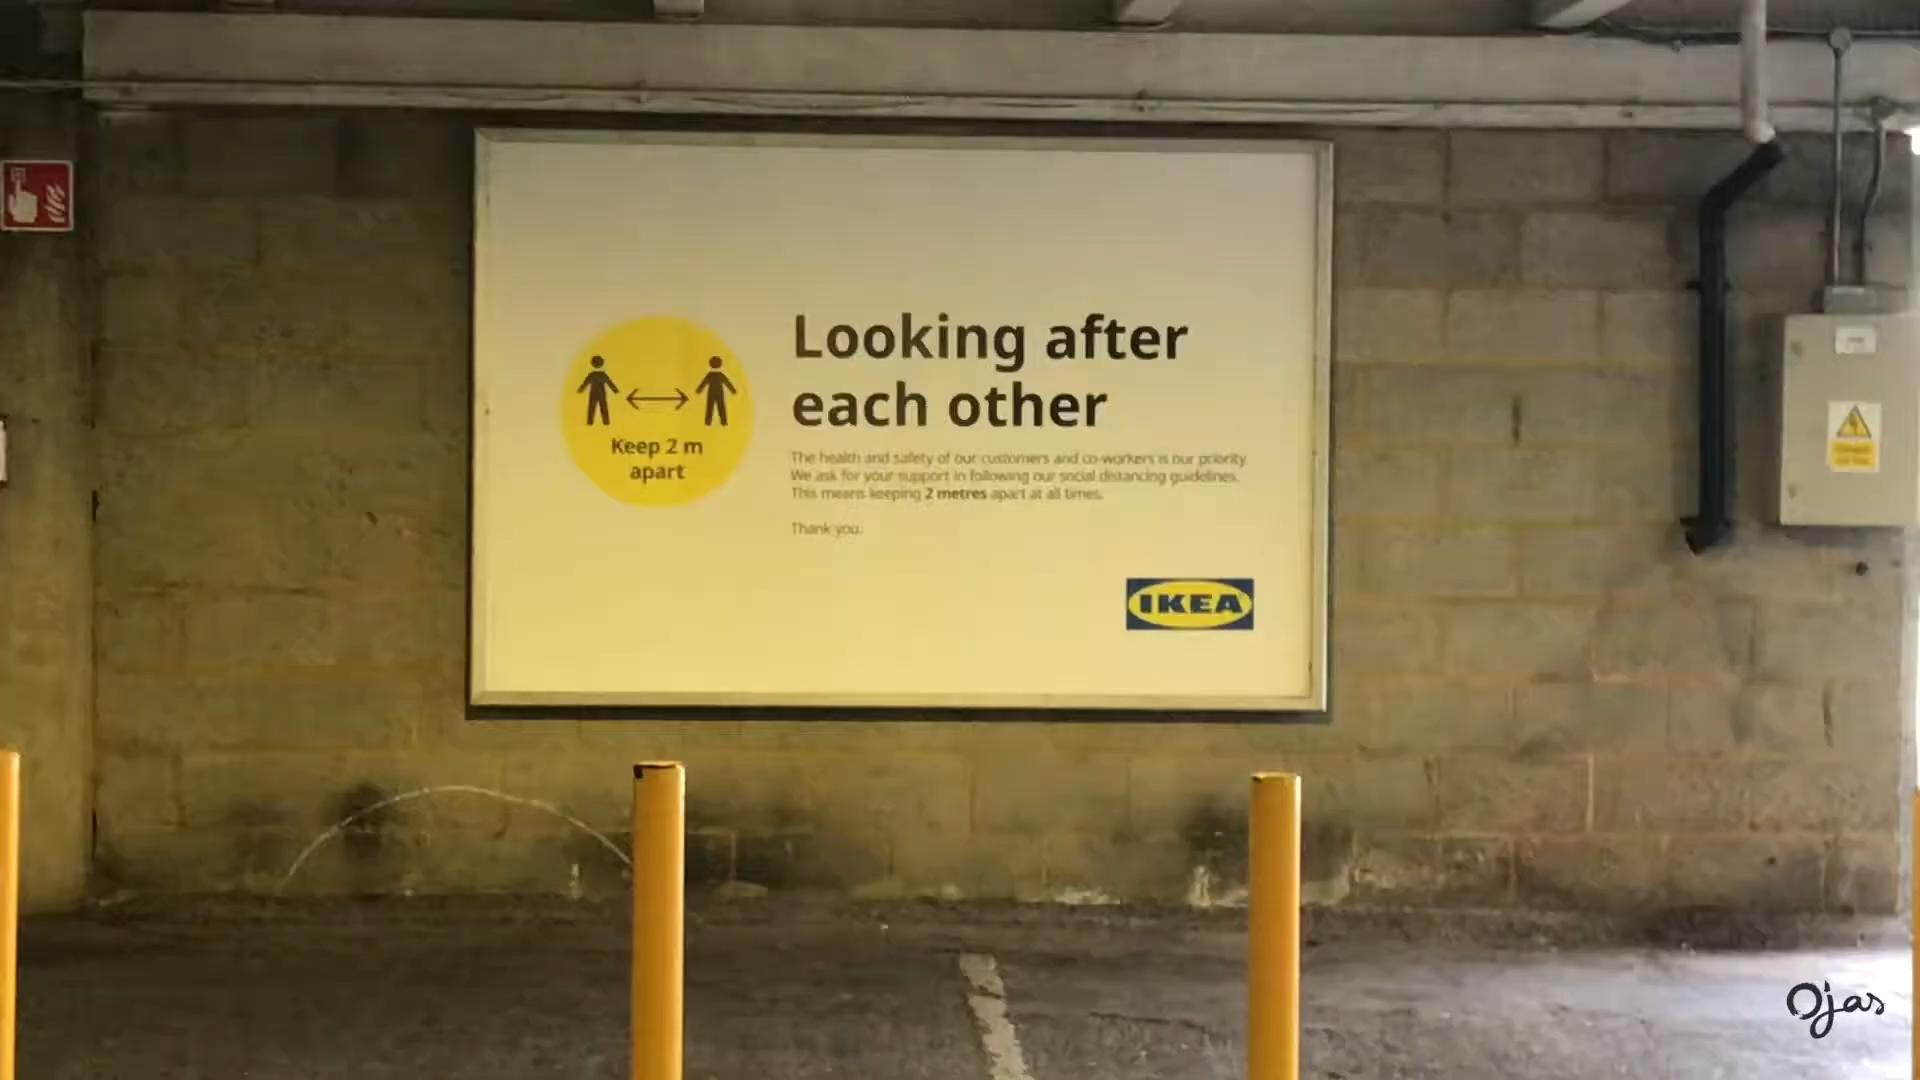 Looking after
each other
Keep 2 m
apart
The health and safety of our customers and co-workers is our priority.
We ask for your support in following our social distancing guidelines.
This means keeping 2 metres apart at all times.
Thank you.
IKEA
Ojas